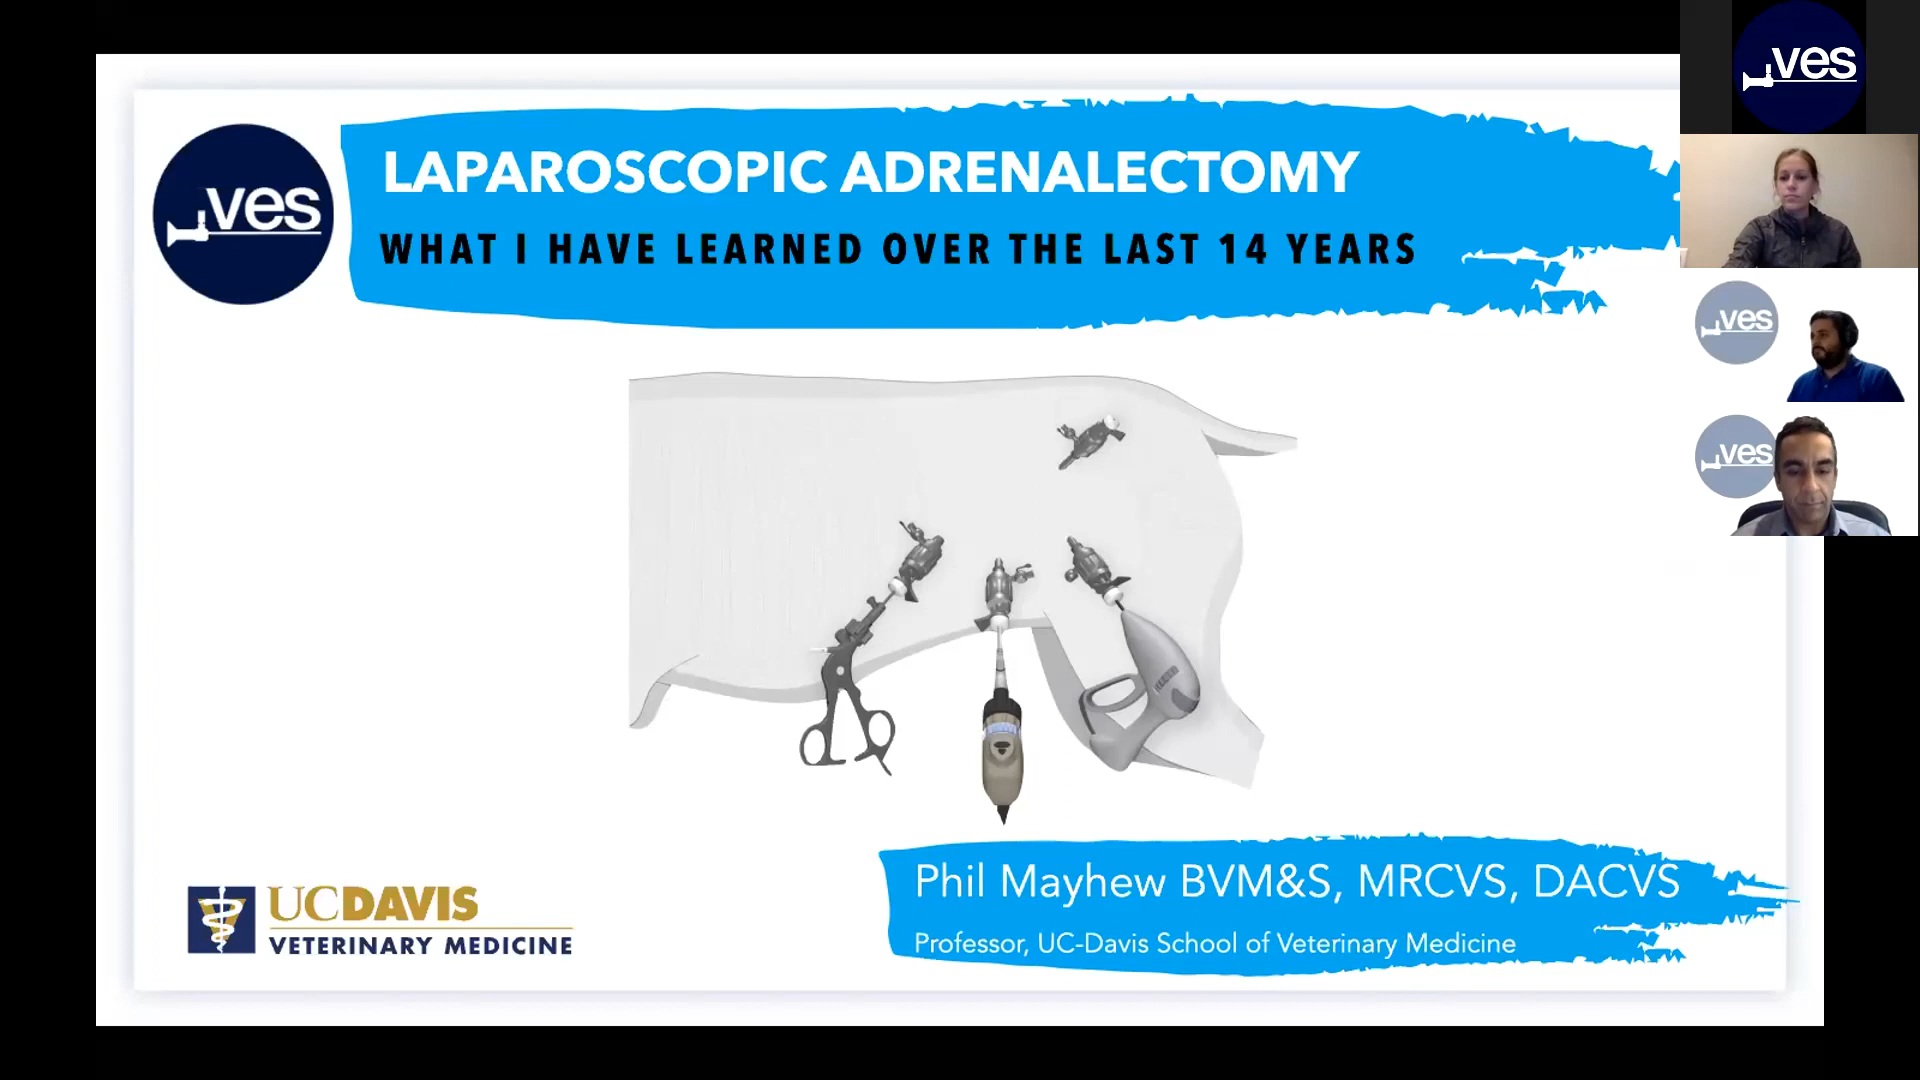 ves
LAPAROSCOPIC ADRENALECTOMY
WHAT I HAVE LEARNED OVER THE LAST 14 YEARS
UCDAVIS
VETERINARY MEDICINE
Phil Mayhew BVM&S, MRCVS, DACVS
Professor, UC-Davis School of Veterinary Medicine
ves
ves
ves